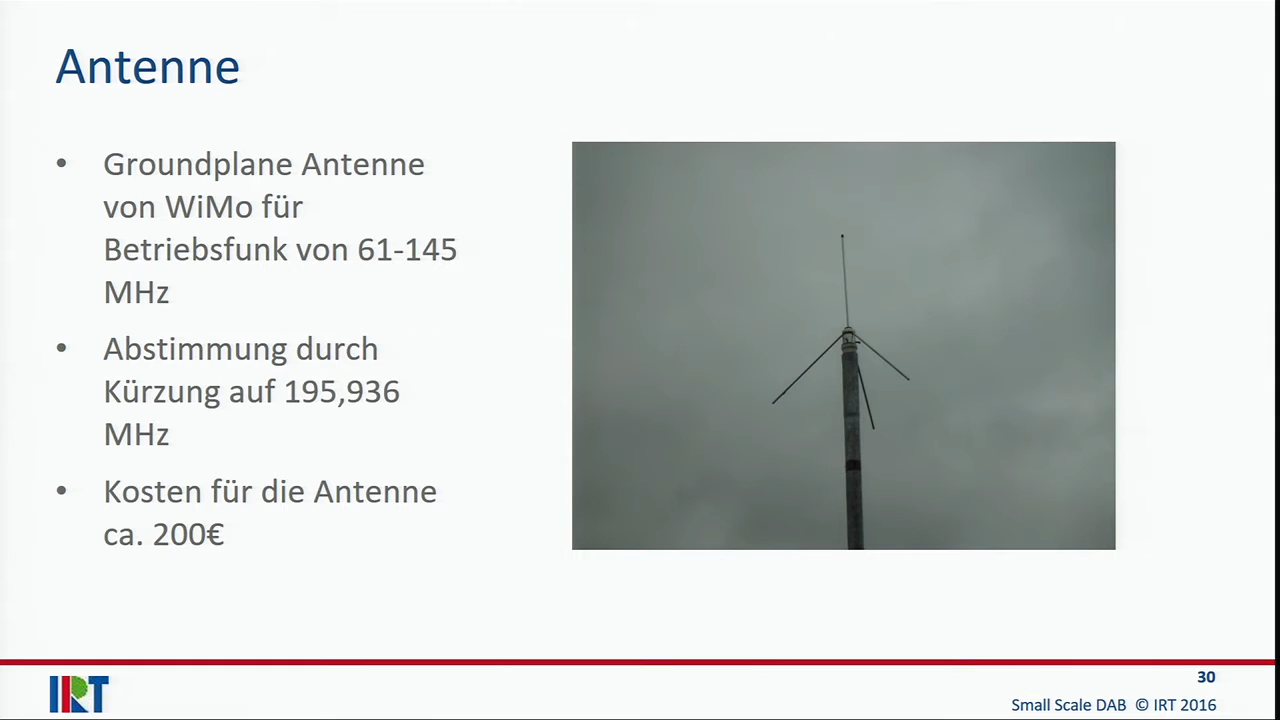 Antenne
• Groundplane Antenne
von WiMo für
Betriebsfunk von 61-145
MHz
• Abstimmung durch
Kürzung auf 195,936
MHz
• Kosten für die Antenne
ca. 200€
IRT
30
Small Scale DAB © IRT 2016